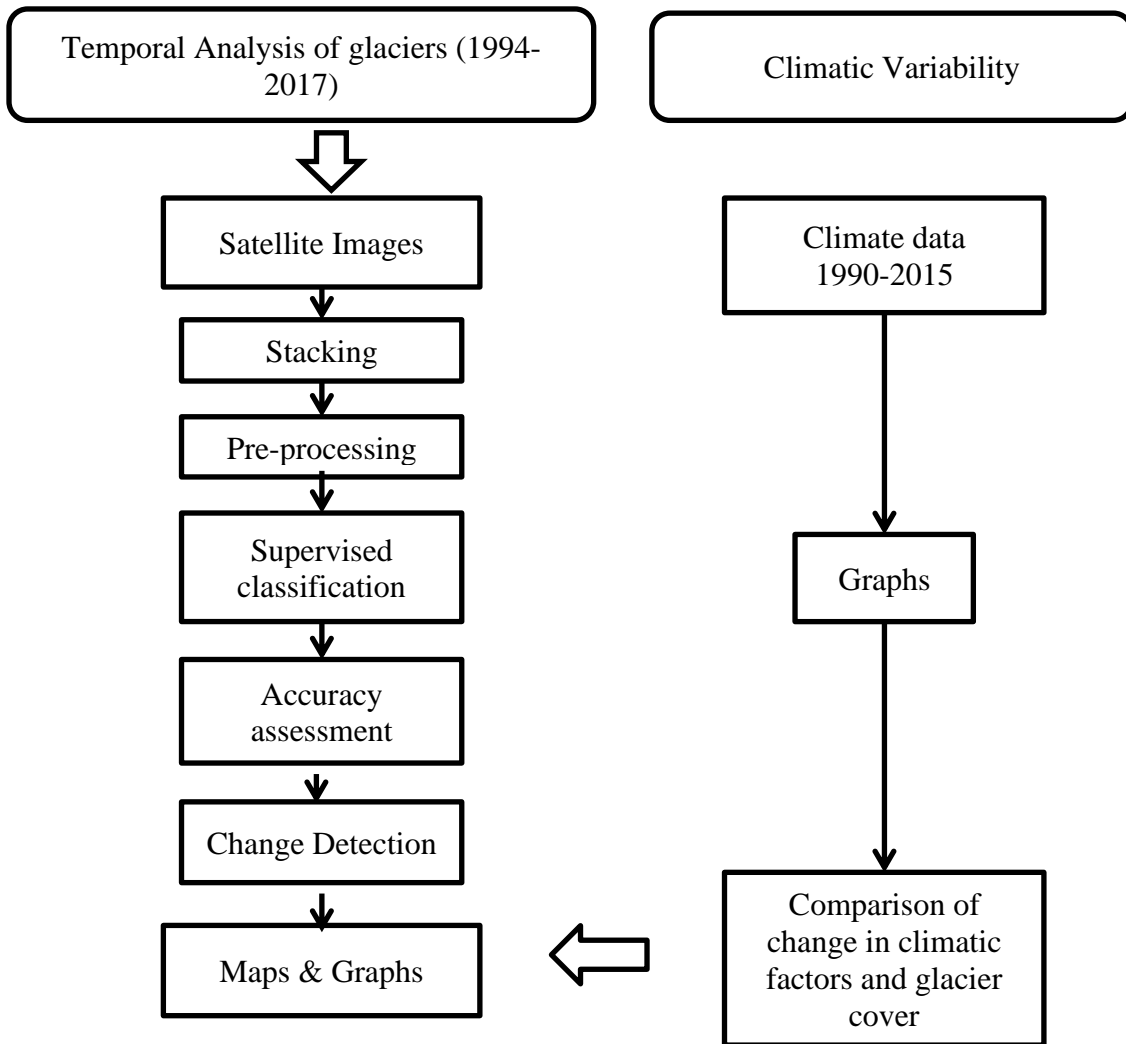 Temporal Analysis of glaciers (1994-
2017)
Climatic Variability
Satellite Images
Stacking
Pre-processing
Supervised
classification
Accuracy
assessment
Change Detection
Maps & Graphs
Climate data
1990-2015
Graphs
Comparison of
change in climatic
factors and glacier
cover